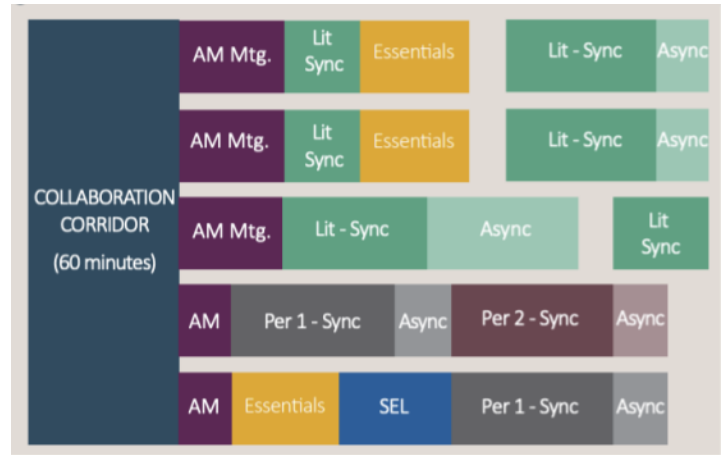 COLLABORATION
CORRIDOR
(60 minutes)
AM Mtg.
Lit
Sync
Essentials
Lit - Sync
Async
AM Mtg.
Lit
Sync
Essentials
Lit - Sync
Async
AM Mtg.
Lit - Sync
Async
Lit
Sync
AM
Per 1 - Sync
Async
Per 2 - Sync
Async
AM
Essentials
SEL
Per 1 - Sync
Async